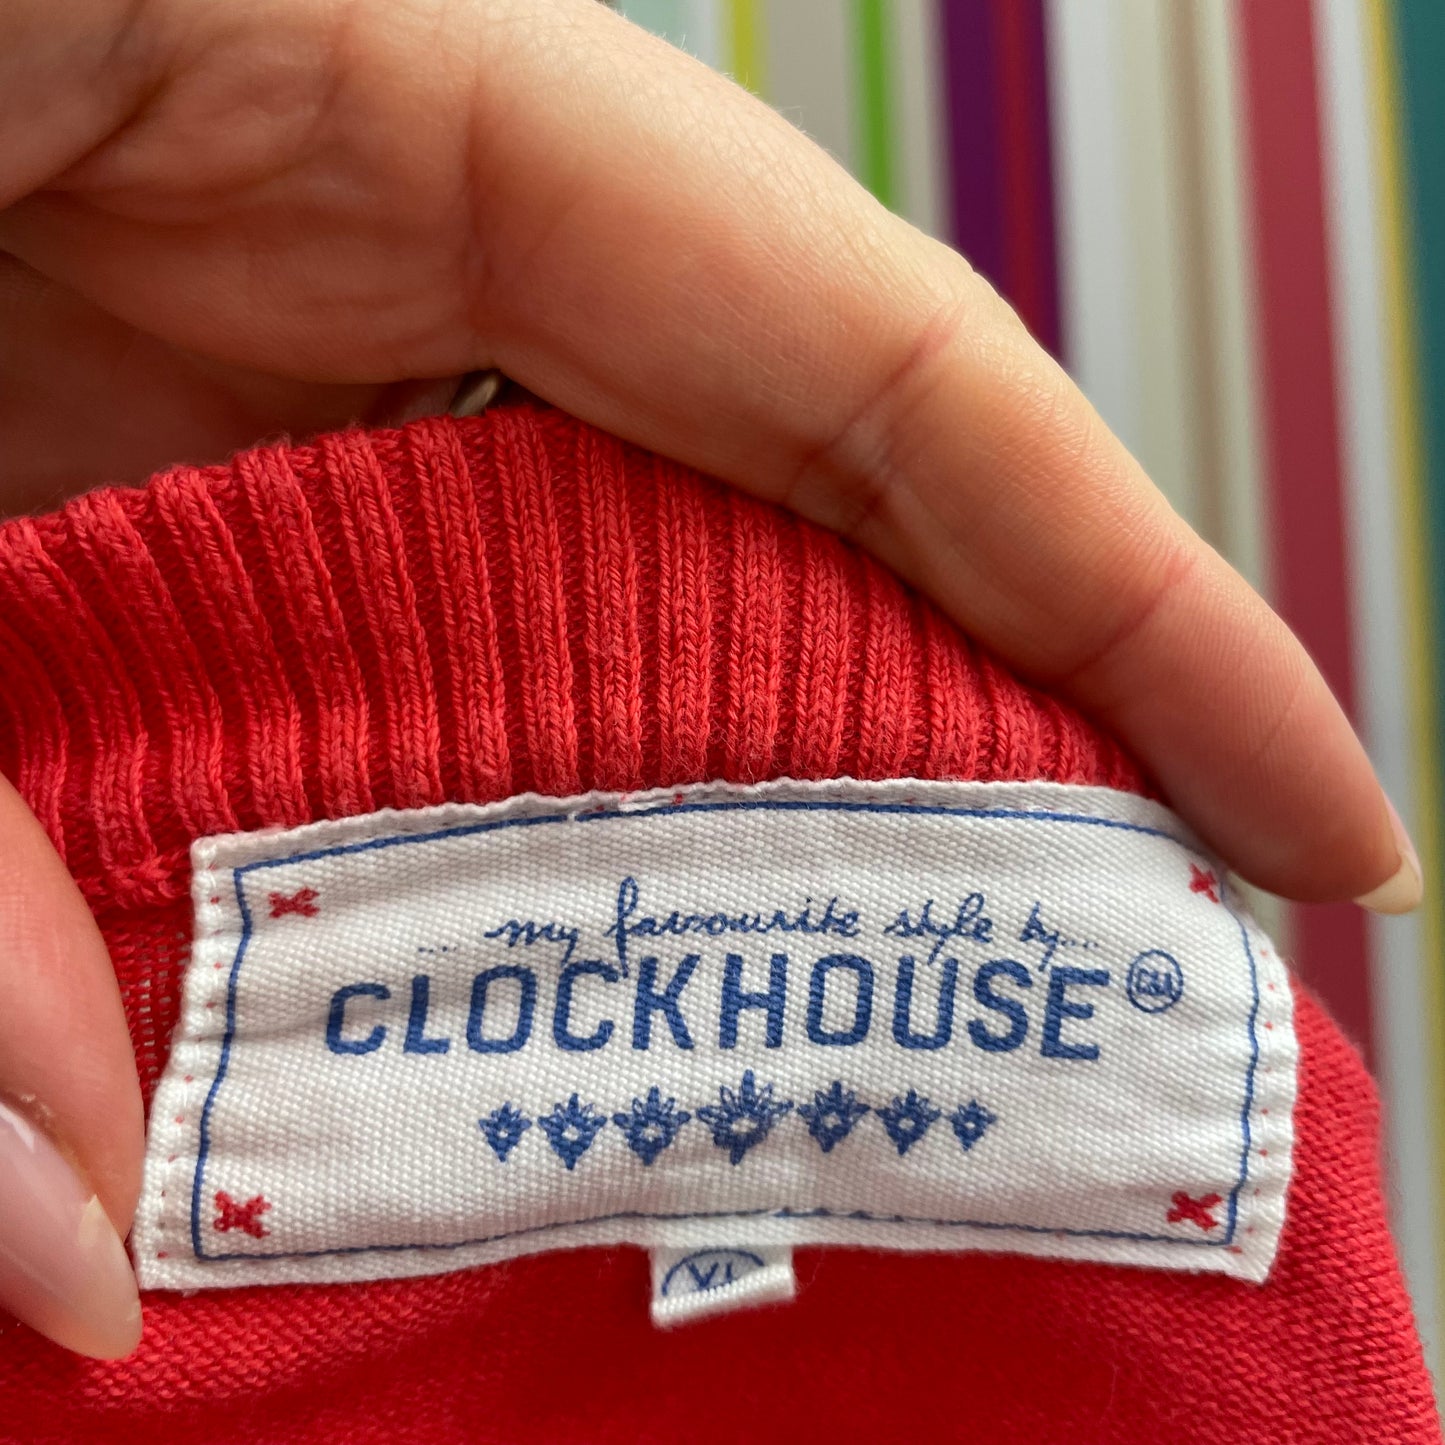 ... my favourite style by...
CLOCKHOUSE C&A
XL